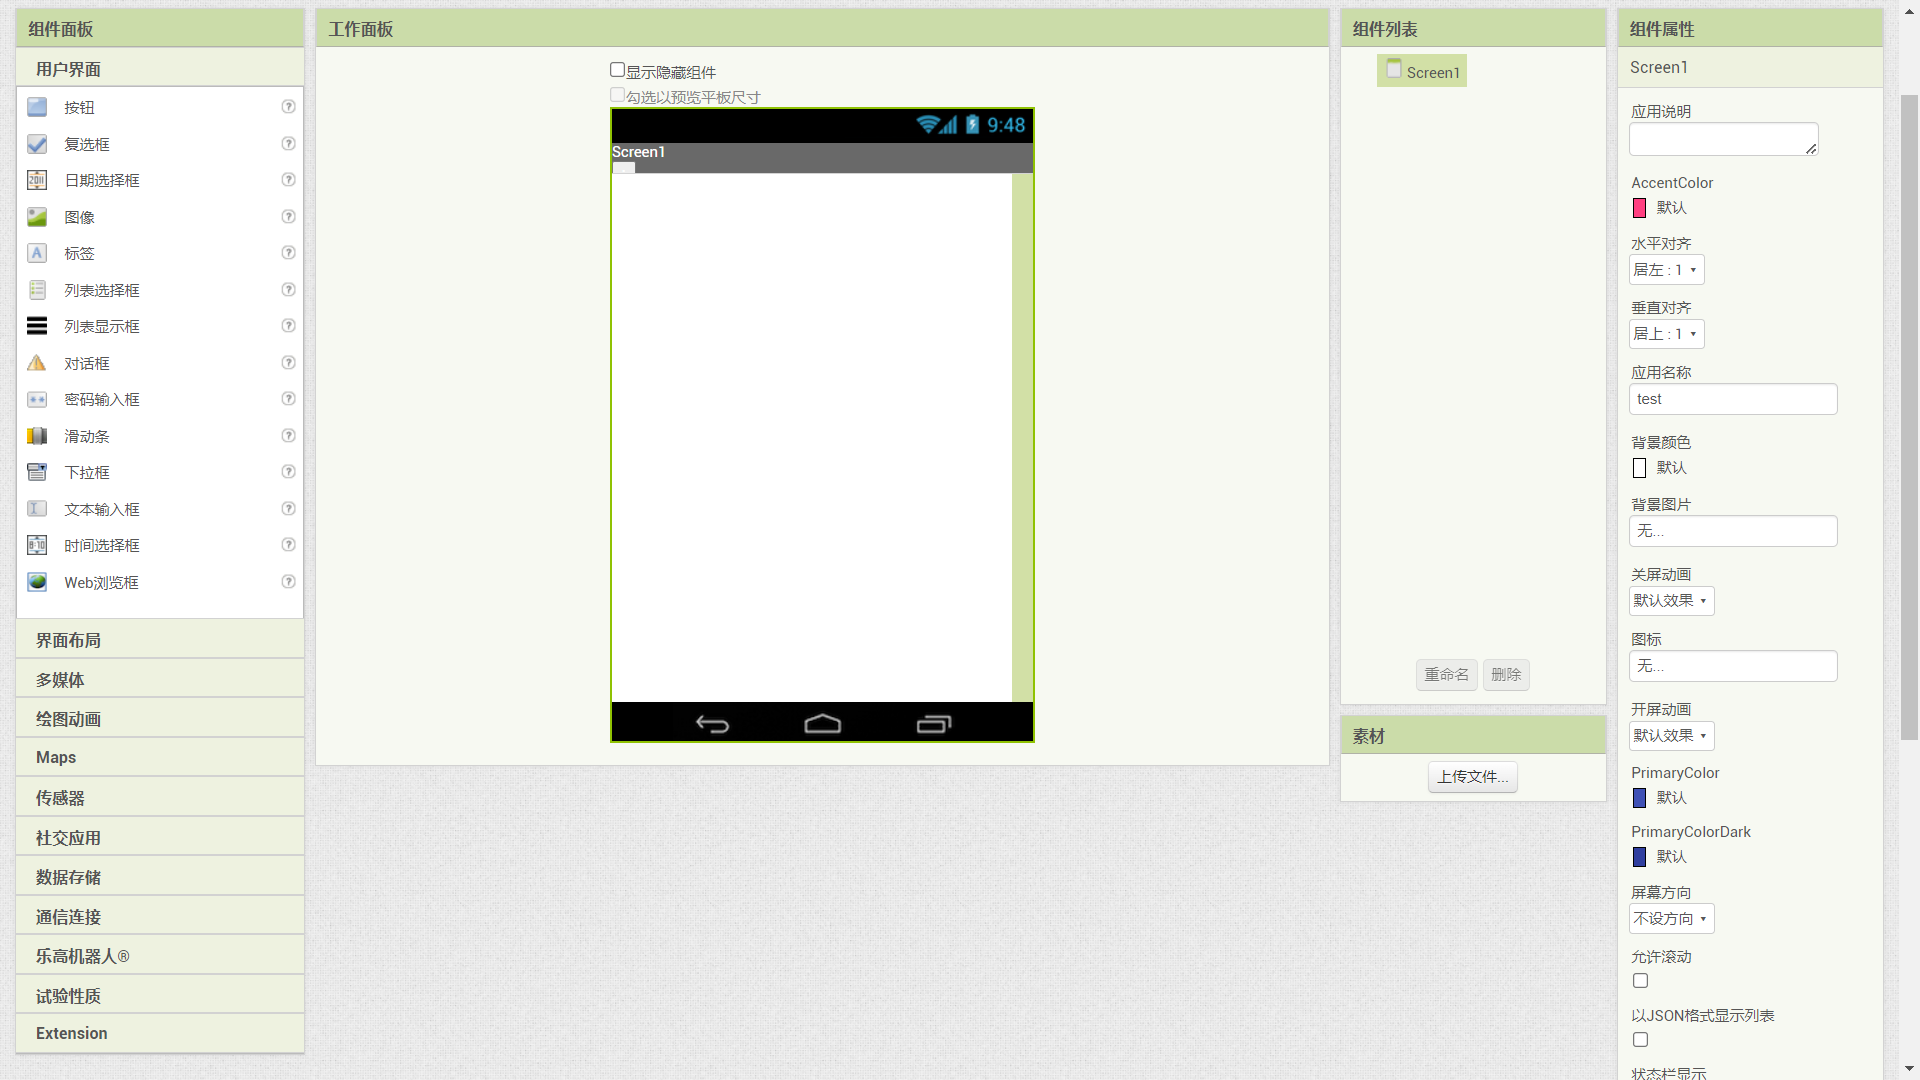 组件面板
用户界面
按钮
复选框
日期选择框
图像
标签
列表选择框
列表显示框
对话框
密码输入框
滑动条
下拉框
文本输入框
时间选择框
Web浏览框
界面布局
多媒体
绘图动画
Maps
传感器
社交应用
数据存储
通信连接
乐高机器人®
试验性质
Extension
工作面板
显示隐藏组件
勾选以预览平板尺寸
9:48
Screen1
组件列表
Screen1
重命名 删除
素材
上传文件...
组件属性
Screen1
应用说明
AccentColor
默认
水平对齐
居左 : 1
垂直对齐
居上 : 1
应用名称
test
背景颜色
默认
背景图片
无...
关屏动画
默认效果
图标
无...
开屏动画
默认效果
PrimaryColor
默认
PrimaryColorDark
默认
屏幕方向
不设方向
允许滚动
以JSON格式显示列表
状态栏显示